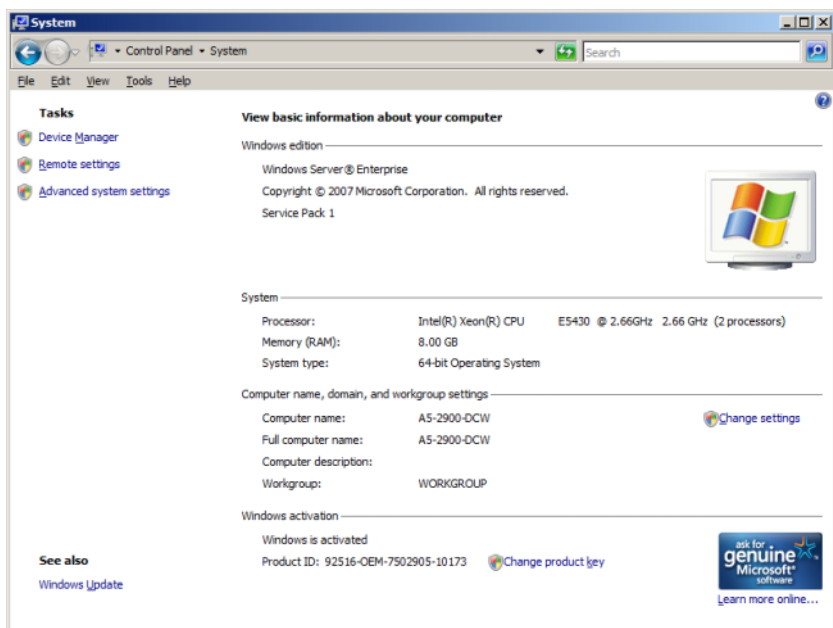 System
Control Panel System
Search
File Edit View Tools Help
Tasks
Device Manager
Remote settings
Advanced system settings
See also
Windows Update
View basic information about your computer
Windows edition
Windows Server® Enterprise
Copyright © 2007 Microsoft Corporation. All rights reserved.
Service Pack 1
System
Processor: Intel(R) Xeon(R) CPU E5430 @ 2.66GHz 2.66 GHz (2 processors)
Memory (RAM): 8.00 GB
System type: 64-bit Operating System
Computer name, domain, and workgroup settings
Computer name: A5-2900-DCW
Change settings
Full computer name: A5-2900-DCW
Computer description:
Workgroup: WORKGROUP
Windows activation
Windows is activated
Product ID: 92516-OEM-7502905-10173 Change product key
ask for
genuine
Microsoft®
software
Learn more online...